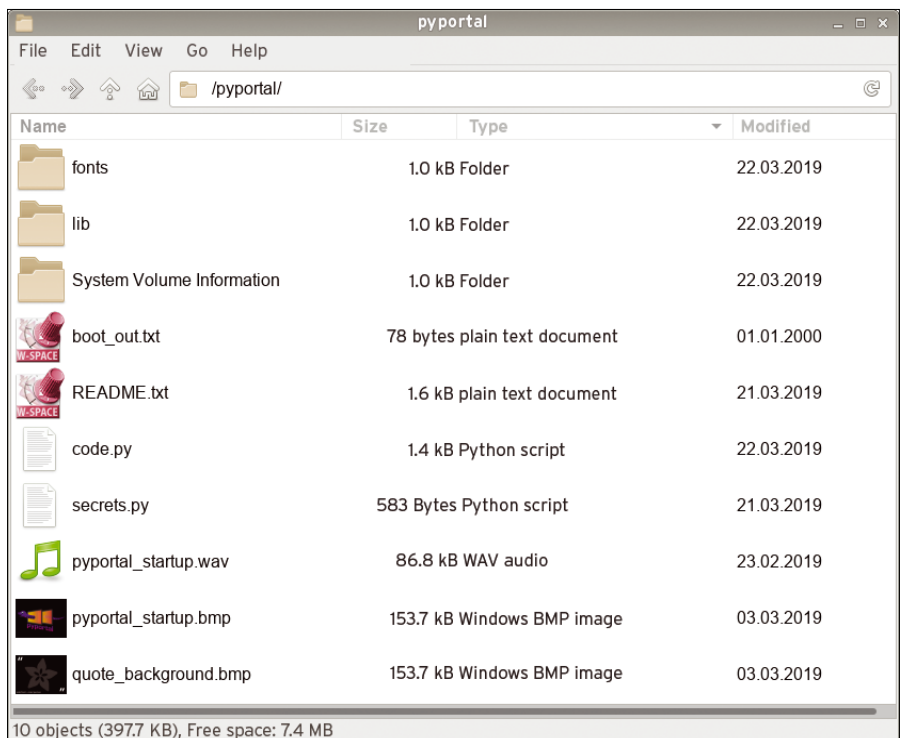 pyportal
File Edit View Go Help
/pyportal/
Name Size Type Modified
fonts 1.0 kB Folder 22.03.2019
lib 1.0 kB Folder 22.03.2019
System Volume Information 1.0 kB Folder 22.03.2019
W-SPACE boot_out.txt 78 bytes plain text document 01.01.2000
W-SPACE README.txt 1.6 kB plain text document 21.03.2019
code.py 1.4 kB Python script 22.03.2019
secrets.py 583 Bytes Python script 21.03.2019
pyportal_startup.wav 86.8 kB WAV audio 23.02.2019
pyportal_startup.bmp 153.7 kB Windows BMP image 03.03.2019
quote_background.bmp 153.7 kB Windows BMP image 03.03.2019
10 objects (397.7 KB), Free space: 7.4 MB